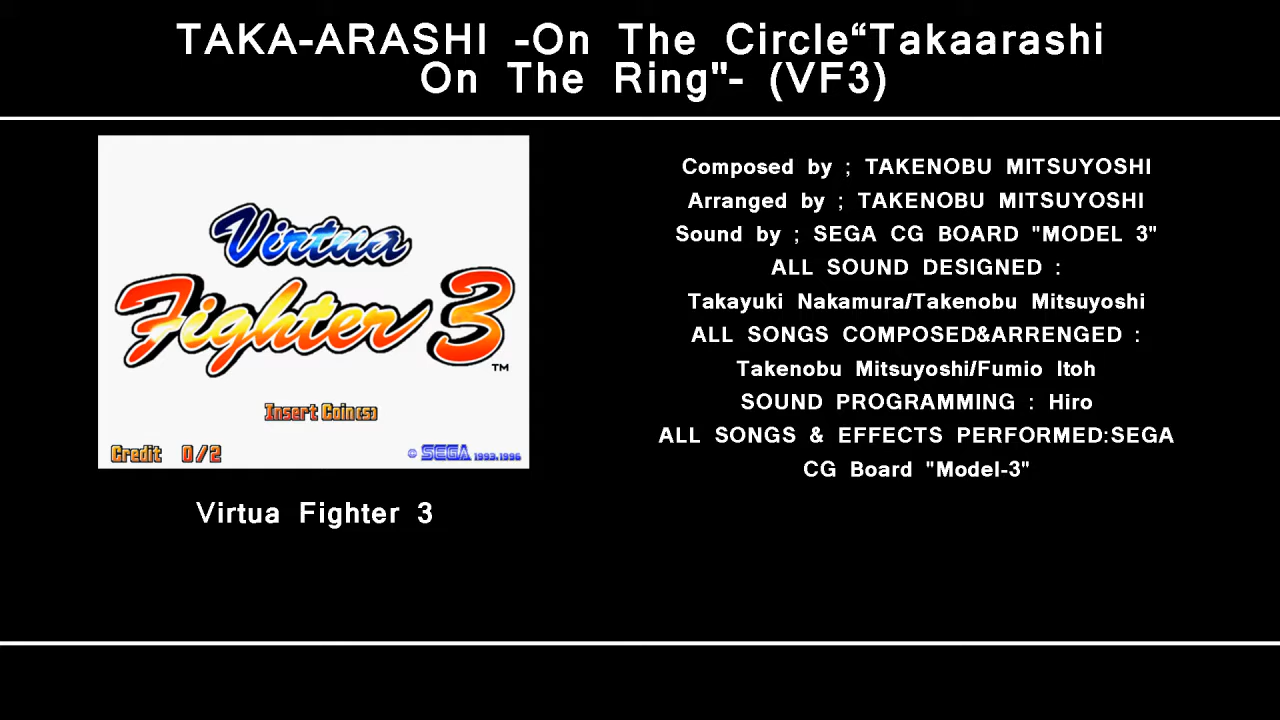 TAKA-ARASHI -On The Circle“Takaarashi
On The Ring"- (VF3)
Virtua
Fighter 3
TM
Insert Coin(s)
Credit 0/2
© SEGA 1993,1996
Virtua Fighter 3
Composed by ; TAKENOBU MITSUYOSHI
Arranged by ; TAKENOBU MITSUYOSHI
Sound by ; SEGA CG BOARD "MODEL 3"
ALL SOUND DESIGNED :
Takayuki Nakamura/Takenobu Mitsuyoshi
ALL SONGS COMPOSED&ARRENGED :
Takenobu Mitsuyoshi/Fumio Itoh
SOUND PROGRAMMING : Hiro
ALL SONGS & EFFECTS PERFORMED:SEGA
CG Board "Model-3"